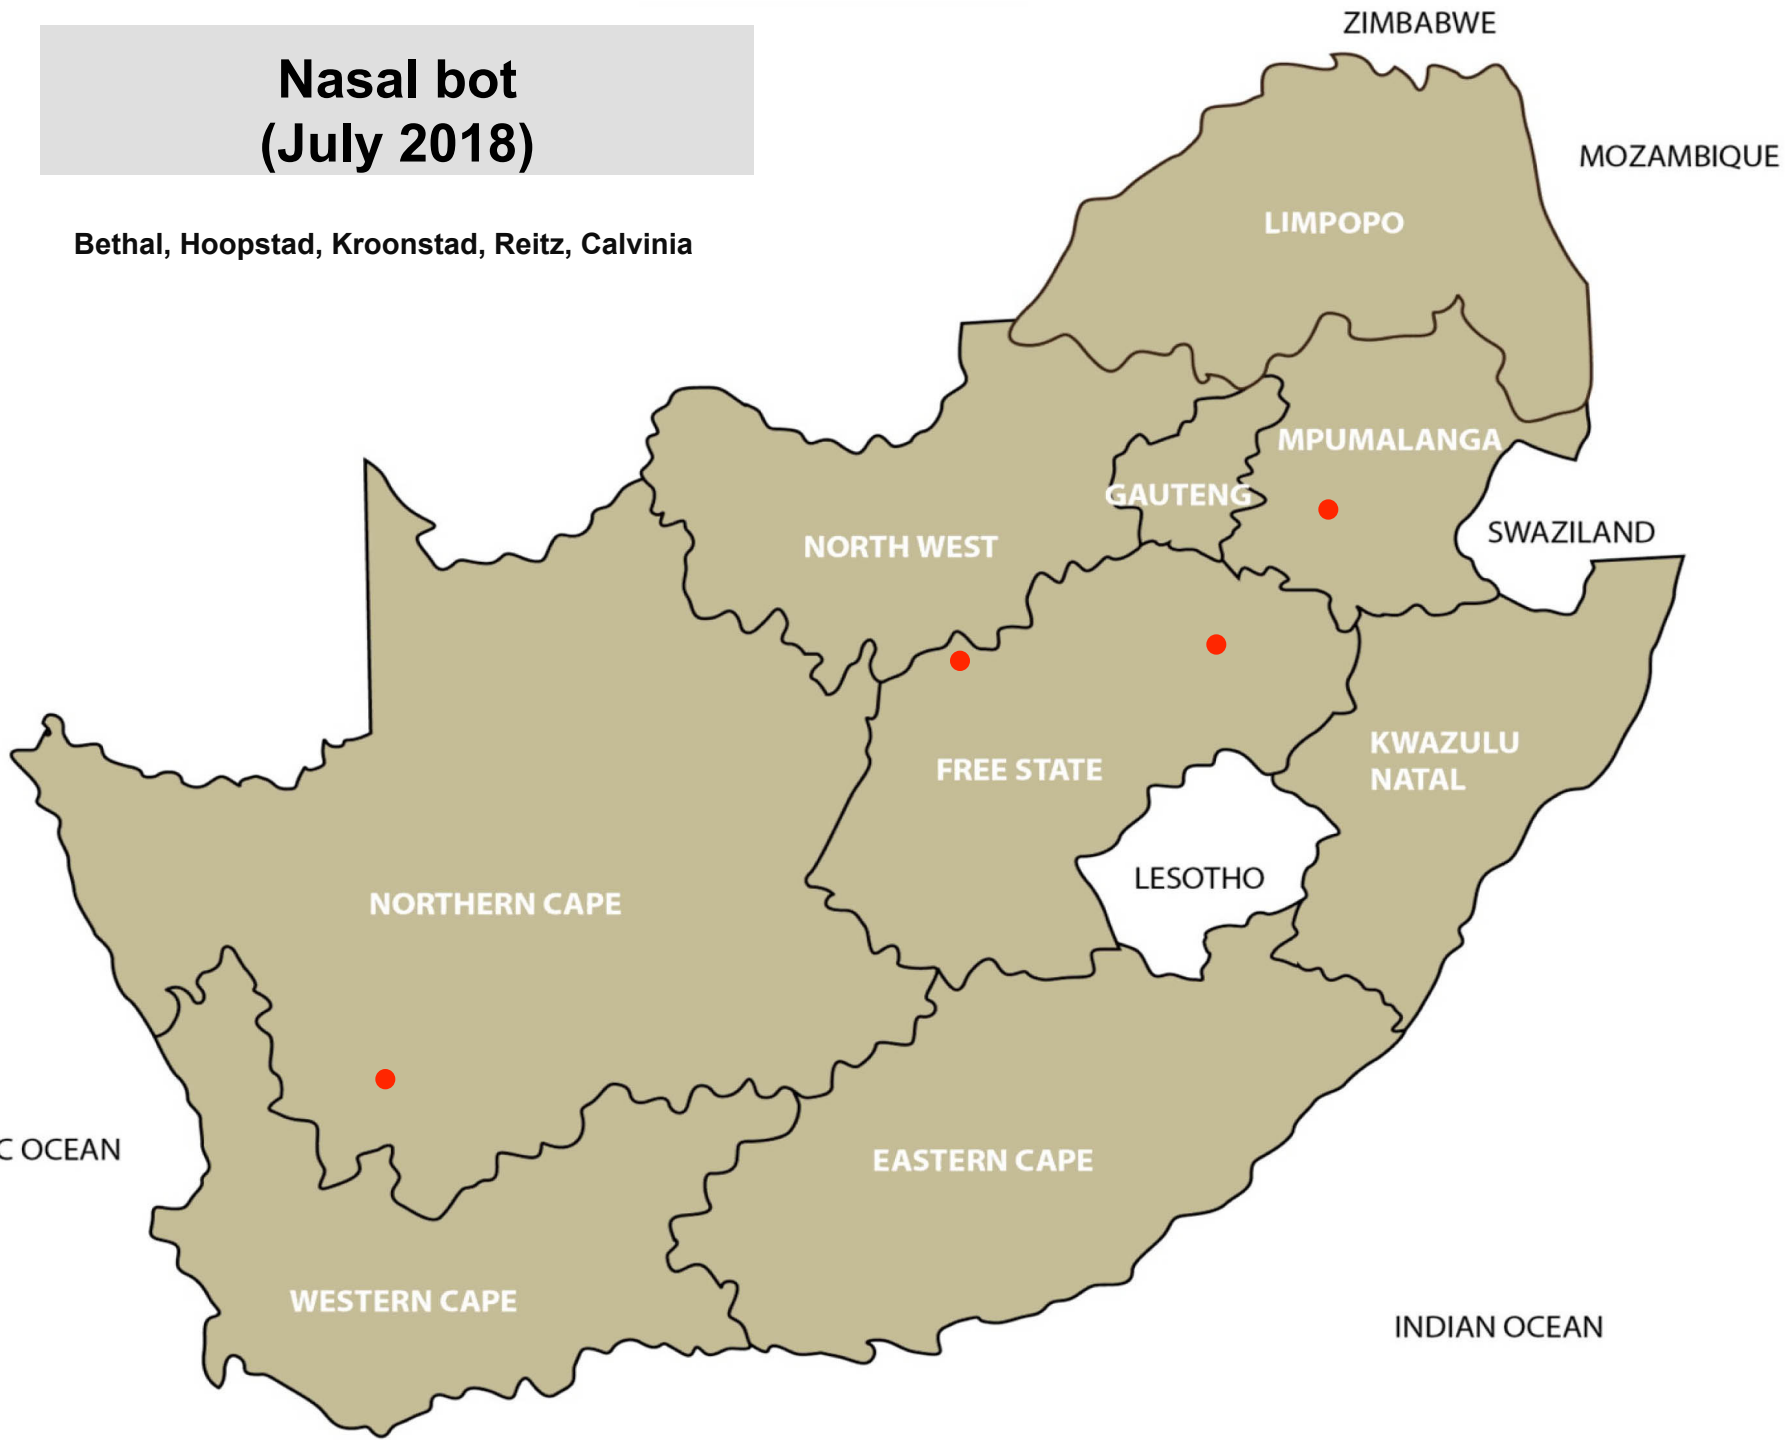 Nasal bot
(July 2018)
Bethal, Hoopstad, Kroonstad, Reitz, Calvinia
ZIMBABWE
MOZAMBIQUE
LIMPOPO
MPUMALANGA
GAUTENG
SWAZILAND
NORTH WEST
KWAZULU
NATAL
FREE STATE
LESOTHO
NORTHERN CAPE
C OCEAN
EASTERN CAPE
WESTERN CAPE
INDIAN OCEAN